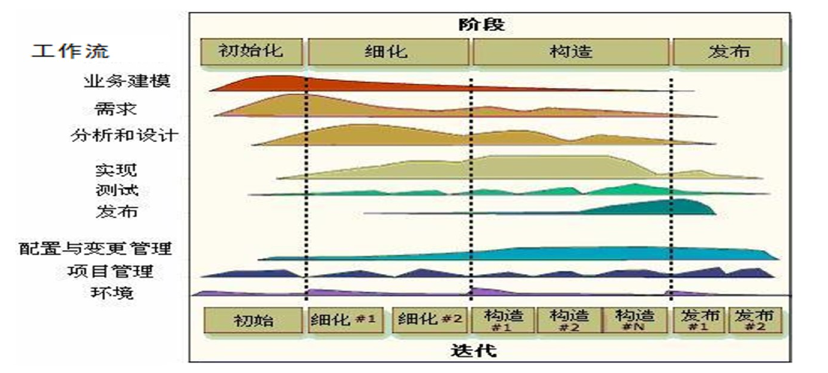 阶段
工作流
初始化 细化 构造 发布
业务建模
需求
分析和设计
实现
测试
发布
配置与变更管理
项目管理
环境
初始 细化#1 细化#2 构造#1 构造#2 构造#N 发布#1 发布#2
迭代